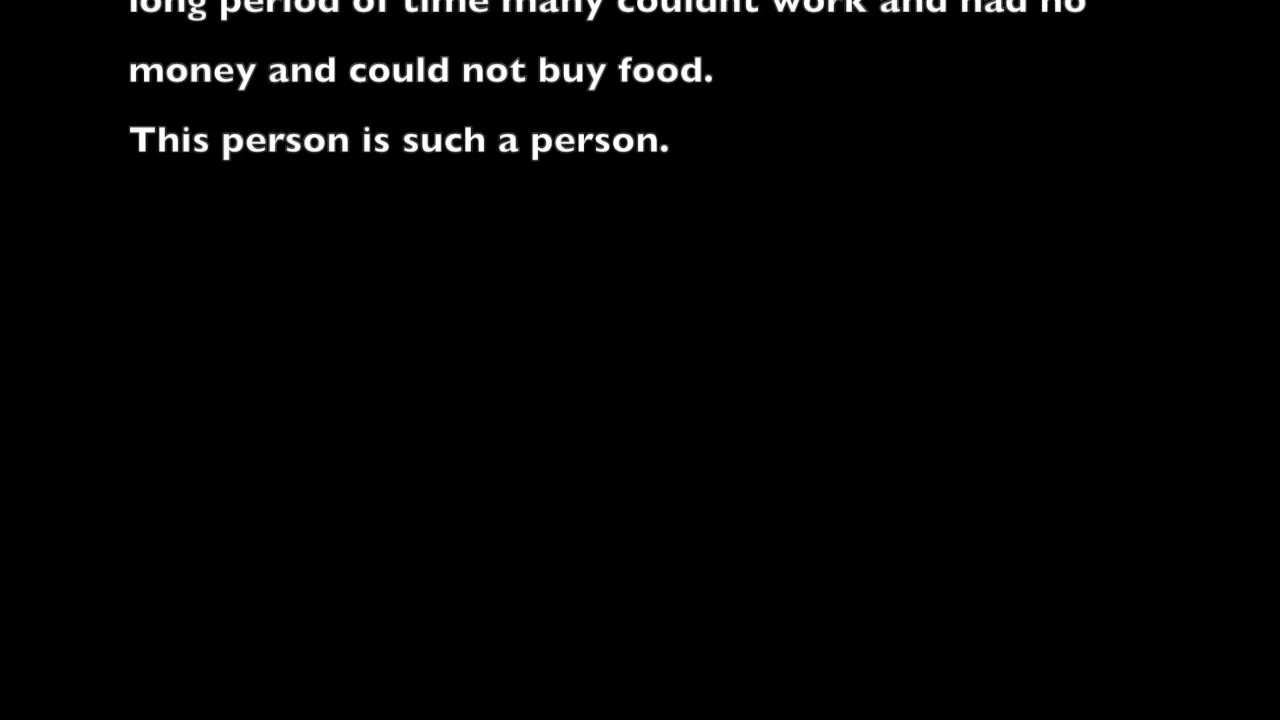 long period of time many couldnt work and had no
money and could not buy food.
This person is such a person.